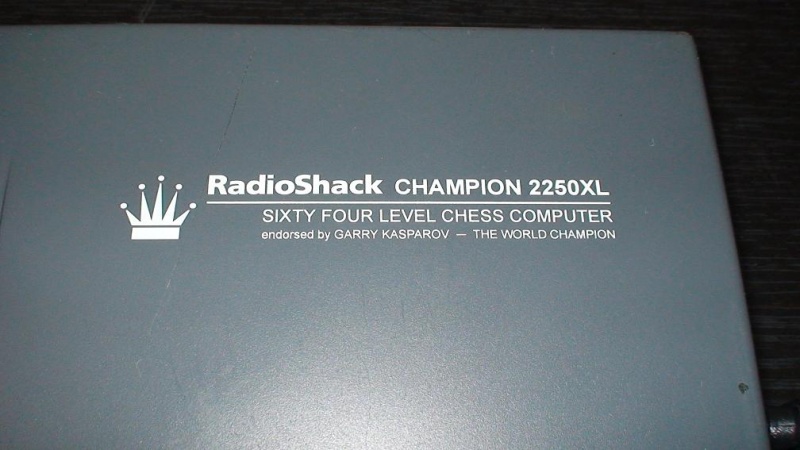 RadioShack CHAMPION 2250XL
SIXTY FOUR LEVEL CHESS COMPUTER
endorsed by GARRY KASPAROV — THE WORLD CHAMPION